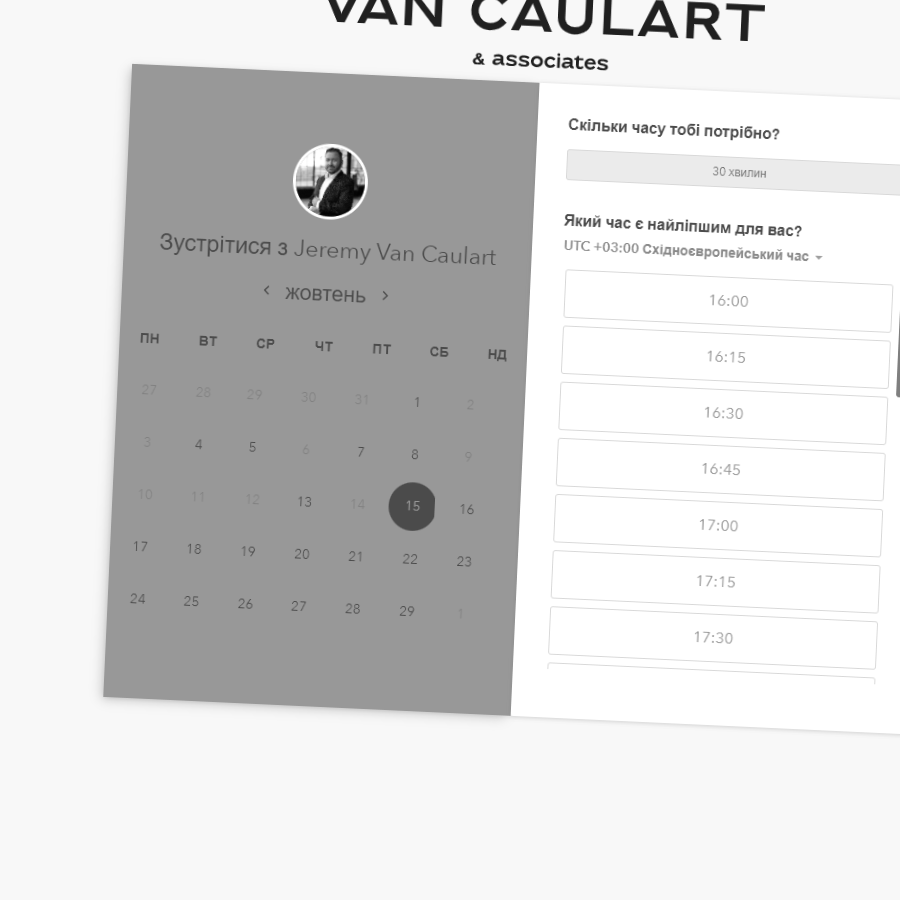 VAN CAULART
& associates
Зустрітися з Jeremy Van Caulart
‹ жовтень ›
ПН ВТ СР ЧТ ПТ СБ НД
27 28 29 30 31 1 2
3 4 5 6 7 8 9
10 11 12 13 14 15 16
17 18 19 20 21 22 23
24 25 26 27 28 29 1
Скільки часу тобі потрібно?
30 хвилин
Який час є найліпшим для вас?
UTC +03:00 Східноєвропейський час
16:00
16:15
16:30
16:45
17:00
17:15
17:30